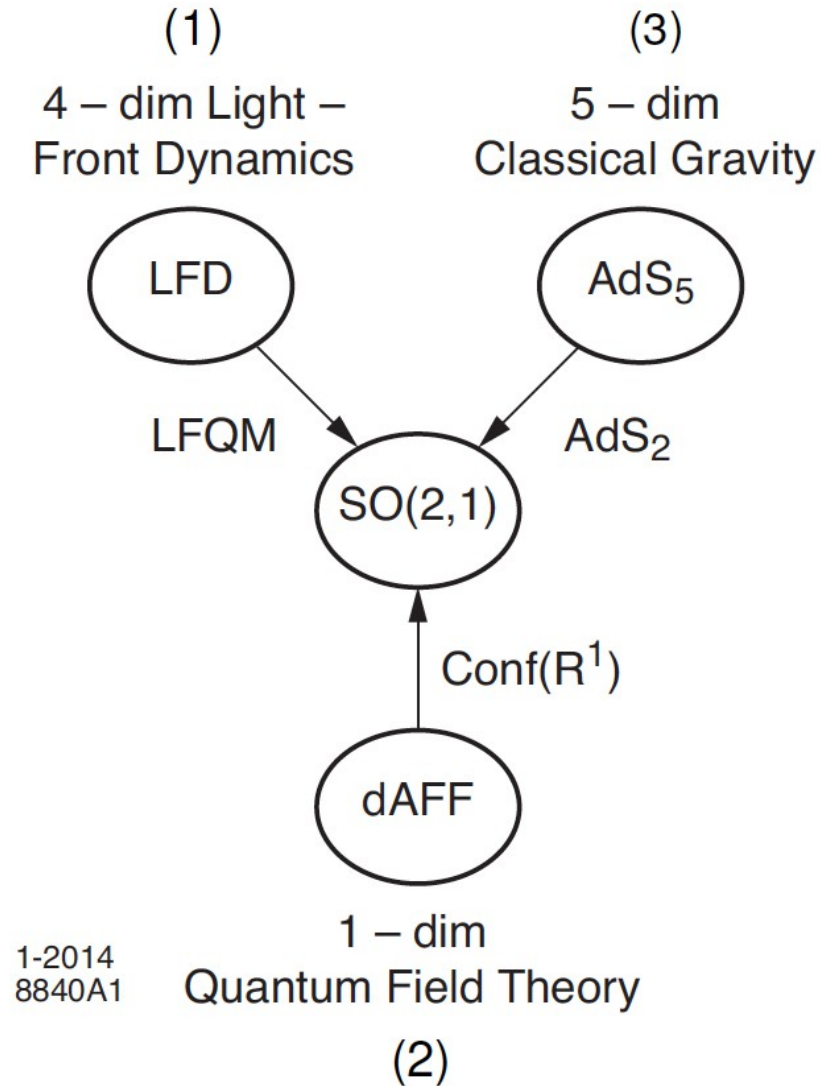 (1)
4 – dim Light –
Front Dynamics
LFD
LFQM
(3)
5 – dim
Classical Gravity
AdS₅
AdS₂
SO(2,1)
Conf(R¹)
dAFF
1 – dim
Quantum Field Theory
(2)
1-2014
8840A1